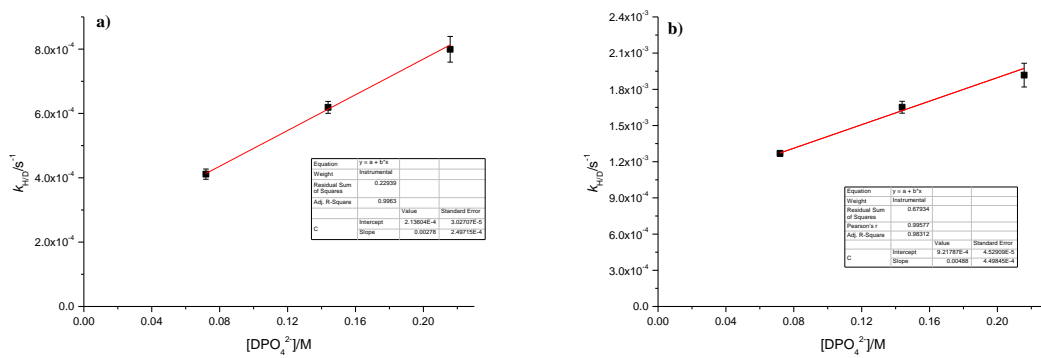 a)
8.0x10⁻⁴
6.0x10⁻⁴
4.0x10⁻⁴
2.0x10⁻⁴
0.0
k_H/D/s⁻¹
0.00 0.04 0.08 0.12 0.16 0.20
[DPO₄²⁻]/M
Equation y = a + b*x
Weight Instrumental
Residual Sum of Squares 0.22939
Adj. R-Square 0.9963
Value Standard Error
C Intercept 2.13604E-4 3.02707E-5
Slope 0.00278 2.49715E-4
b)
2.4x10⁻³
2.1x10⁻³
1.8x10⁻³
1.5x10⁻³
1.2x10⁻³
9.0x10⁻⁴
6.0x10⁻⁴
3.0x10⁻⁴
0.0
k_H/D/s⁻¹
0.00 0.04 0.08 0.12 0.16 0.20
[DPO₄²⁻]/M
Equation y = a + b*x
Weight Instrumental
Residual Sum of Squares 0.67934
Pearson's r 0.99577
Adj. R-Square 0.98312
Value Standard Error
C Intercept 9.21787E-4 4.52909E-5
Slope 0.00488 4.49845E-4